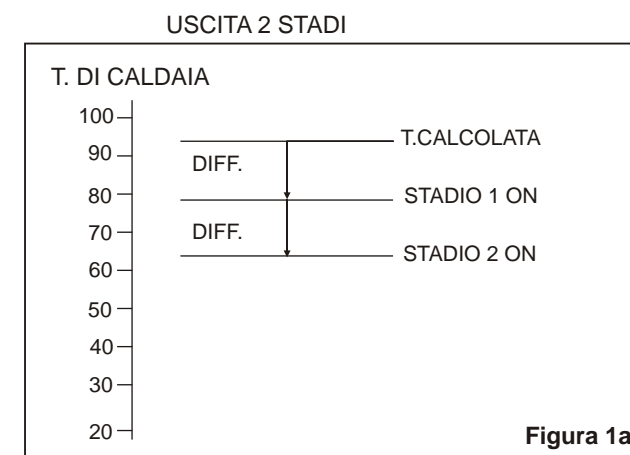 USCITA 2 STADI
T. DI CALDAIA
100
90
T.CALCOLATA
DIFF.
80
STADIO 1 ON
70
DIFF.
60
STADIO 2 ON
50
40
30
20
Figura 1a